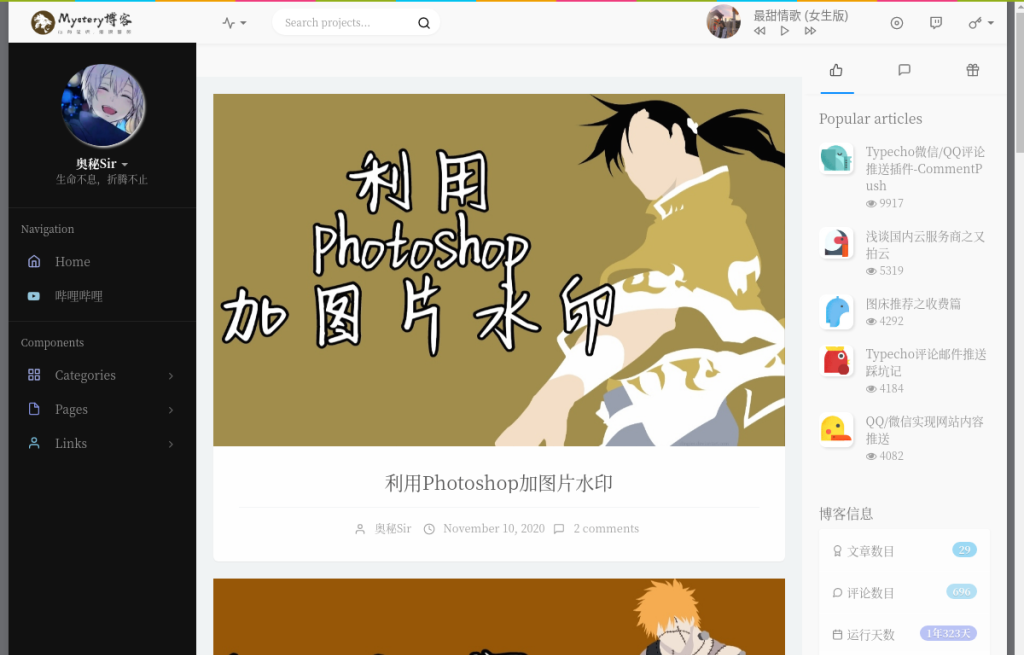 Mystery博客
Search projects...
最甜情歌 (女生版)
奥秘Sir
生命不息，折腾不止
Navigation
Home
哔哩哔哩
Components
Categories
Pages
Links
利用
Photoshop
加图片水印
利用Photoshop加图片水印
奥秘Sir
November 10, 2020
2 comments
Popular articles
Typecho微信/QQ评论
推送插件-CommentP
ush
9917
浅谈国内云服务商之又
拍云
5319
图床推荐之收费篇
4292
Typecho评论邮件推送
踩坑记
4184
QQ/微信实现网站内容
推送
4082
博客信息
文章数目
29
评论数目
696
运行天数
1年323天